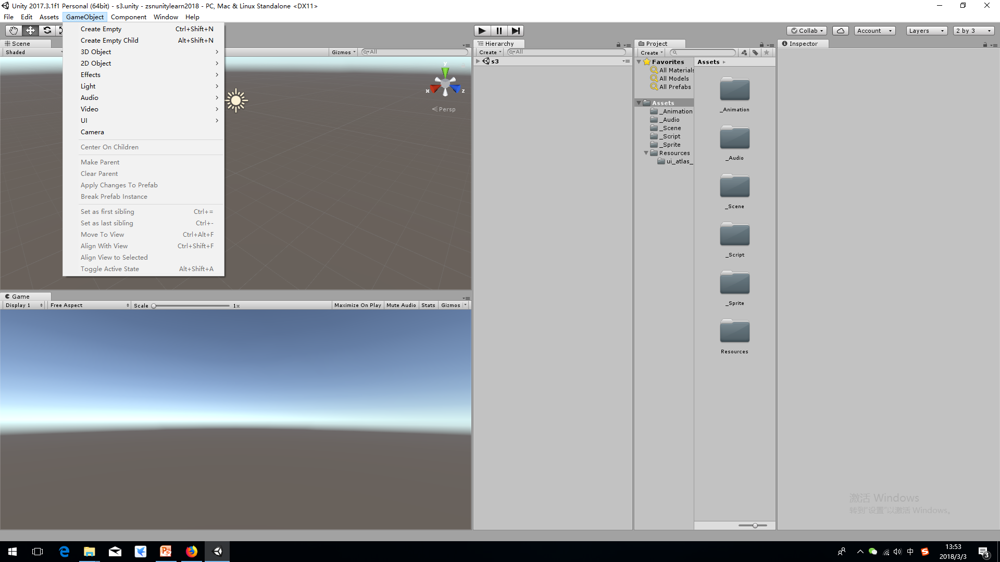 Unity 2017.3.1f1 Personal (64bit) - s3.unity - zsnunitylearn2018 - PC, Mac & Linux Standalone <DX11>
File Edit Assets GameObject Component Window Help
Collab Account Layers 2 by 3
Scene
Shaded
Gizmos All
Create Empty Ctrl+Shift+N
Create Empty Child Alt+Shift+N
3D Object
2D Object
Effects
Light
Audio
Video
UI
Camera
Center On Children
Make Parent
Clear Parent
Apply Changes To Prefab
Break Prefab Instance
Set as first sibling Ctrl+=
Set as last sibling Ctrl+-
Move To View Ctrl+Alt+F
Align With View Ctrl+Shift+F
Align View to Selected
Toggle Active State Alt+Shift+A
y
x z
Persp
Game
Display 1 Free Aspect Scale 1x Maximize On Play Mute Audio Stats Gizmos
Hierarchy
Create All
s3
Project
Create
Favorites
All Materials
All Models
All Prefabs
Assets
_Animation
_Audio
_Scene
_Script
_Sprite
Resources
ui_atlas_
Assets
_Animation
_Audio
_Scene
_Script
_Sprite
Resources
Inspector
激活 Windows
转到"设置"以激活 Windows。
中
13:53
2018/3/3
3